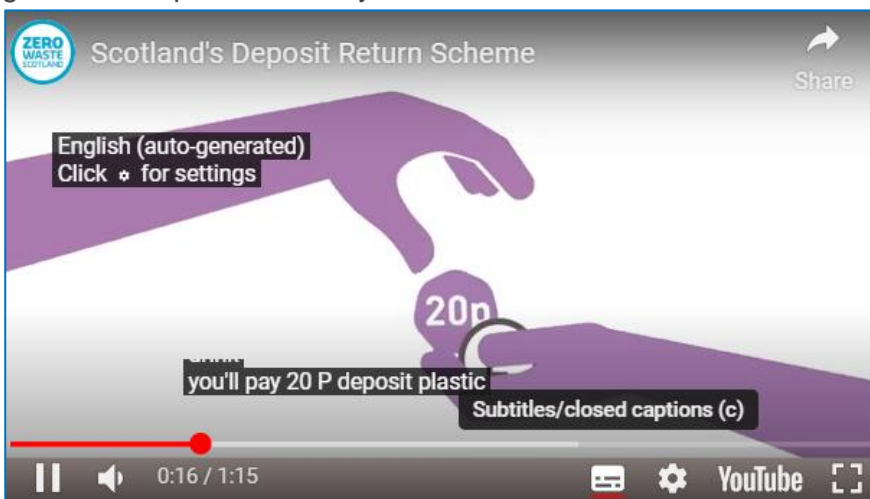 ZERO
WASTE
SCOTLAND
Scotland's Deposit Return Scheme
Share
English (auto-generated)
Click for settings
20p
drink
you'll pay 20 P deposit plastic
Subtitles/closed captions (c)
0:16 / 1:15
YouTube